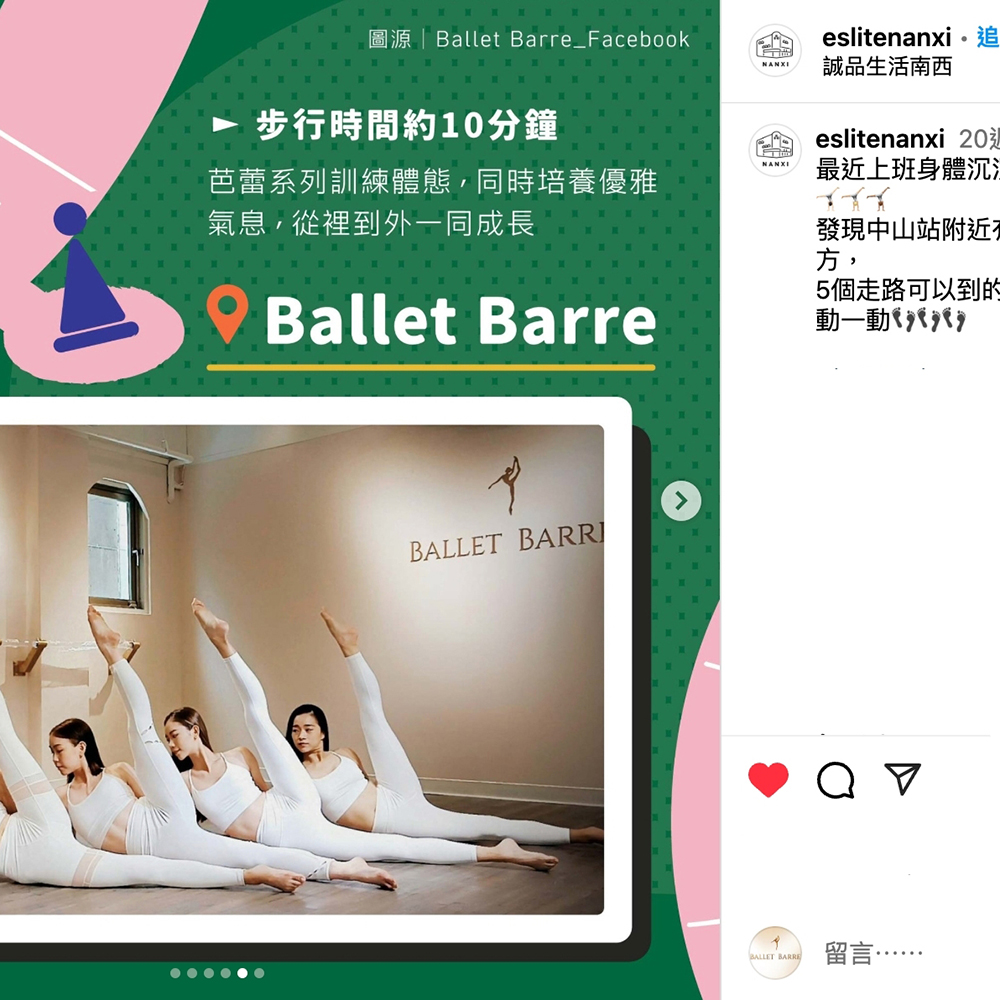 圖源｜Ballet Barre_Facebook
步行時間約10分鐘
芭蕾系列訓練體態，同時培養優雅
氣息，從裡到外一同成長
Ballet Barre
BALLET BARRE
eslitenanxi • 追
誠品生活南西
NANXI
eslitenanxi 20週
NANXI
最近上班身體沉
發現中山站附近有
方，
5個走路可以到的
動一動
BALLET BARRE
留言……